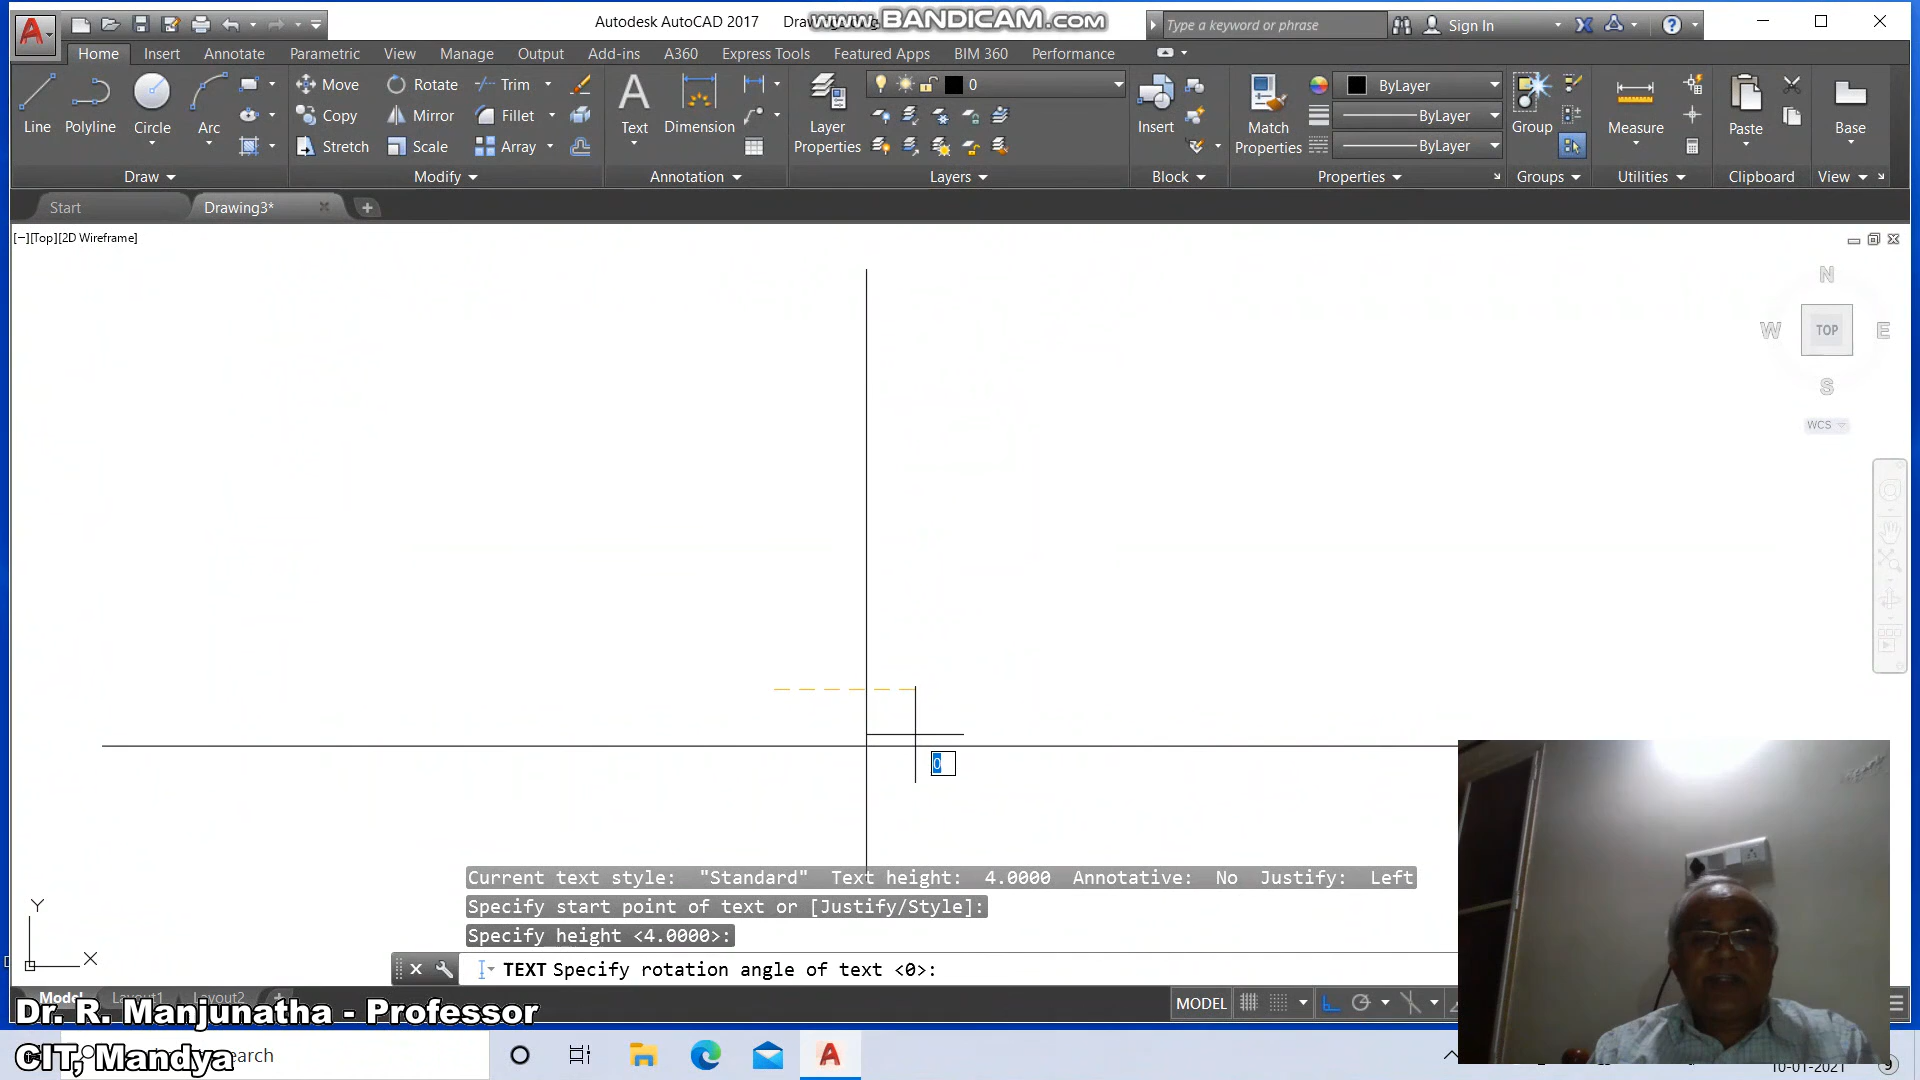 Autodesk AutoCAD 2017
WWW.BANDICAM.COM
Type a keyword or phrase
Sign In
Home Insert Annotate Parametric View Manage Output Add-ins A360 Express Tools Featured Apps BIM 360 Performance
Line Polyline Circle Arc
Move Rotate Trim
Copy Mirror Fillet
Stretch Scale Array
Text Dimension
Layer Properties
0
Insert
Match Properties
ByLayer
ByLayer
ByLayer
Group
Measure
Paste
Base
Draw Modify Annotation Layers Block Properties Groups Utilities Clipboard View
Start Drawing3*
[−][Top][2D Wireframe]
N
W TOP E
S
WCS
0
Current text style: "Standard" Text height: 4.0000 Annotative: No Justify: Left
Specify start point of text or [Justify/Style]:
Specify height <4.0000>:
TEXT Specify rotation angle of text <0>:
Y
X
Model Layout1 Layout2
MODEL
Dr. R. Manjunatha - Professor
CIT, Mandya
10-01-2021
9